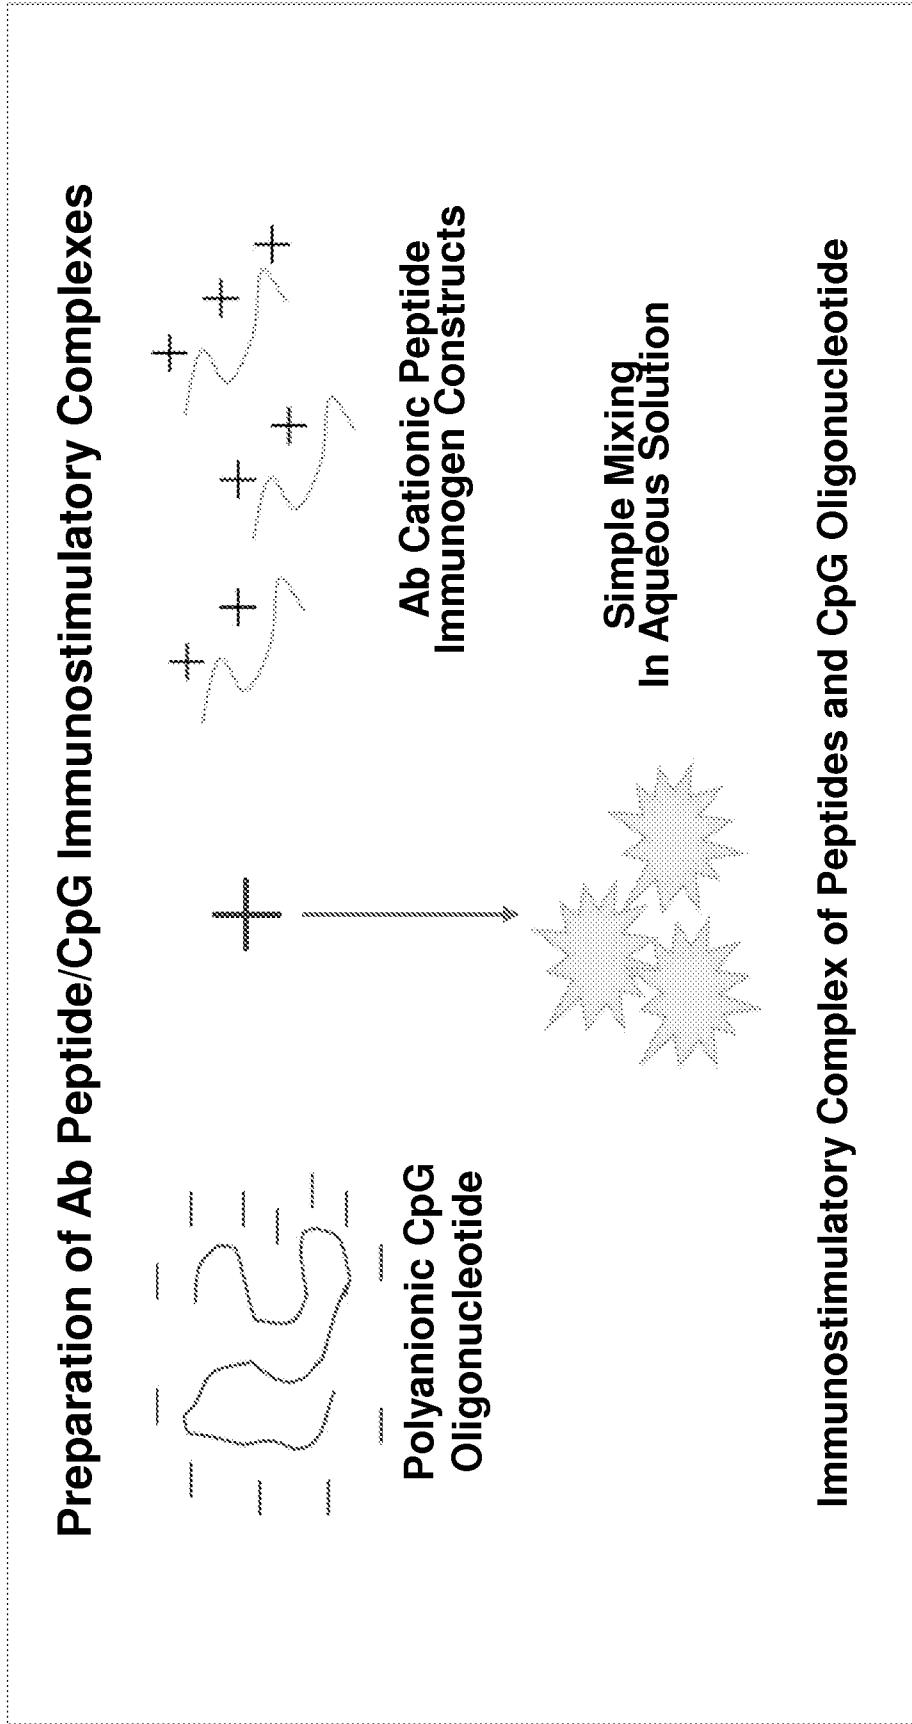 Preparation of Ab Peptide/CpG Immunostimulatory Complexes
Polyanionic CpG
Oligonucleotide
Ab Cationic Peptide
Immunogen Constructs
Simple Mixing
In Aqueous Solution
Immunostimulatory Complex of Peptides and CpG Oligonucleotide